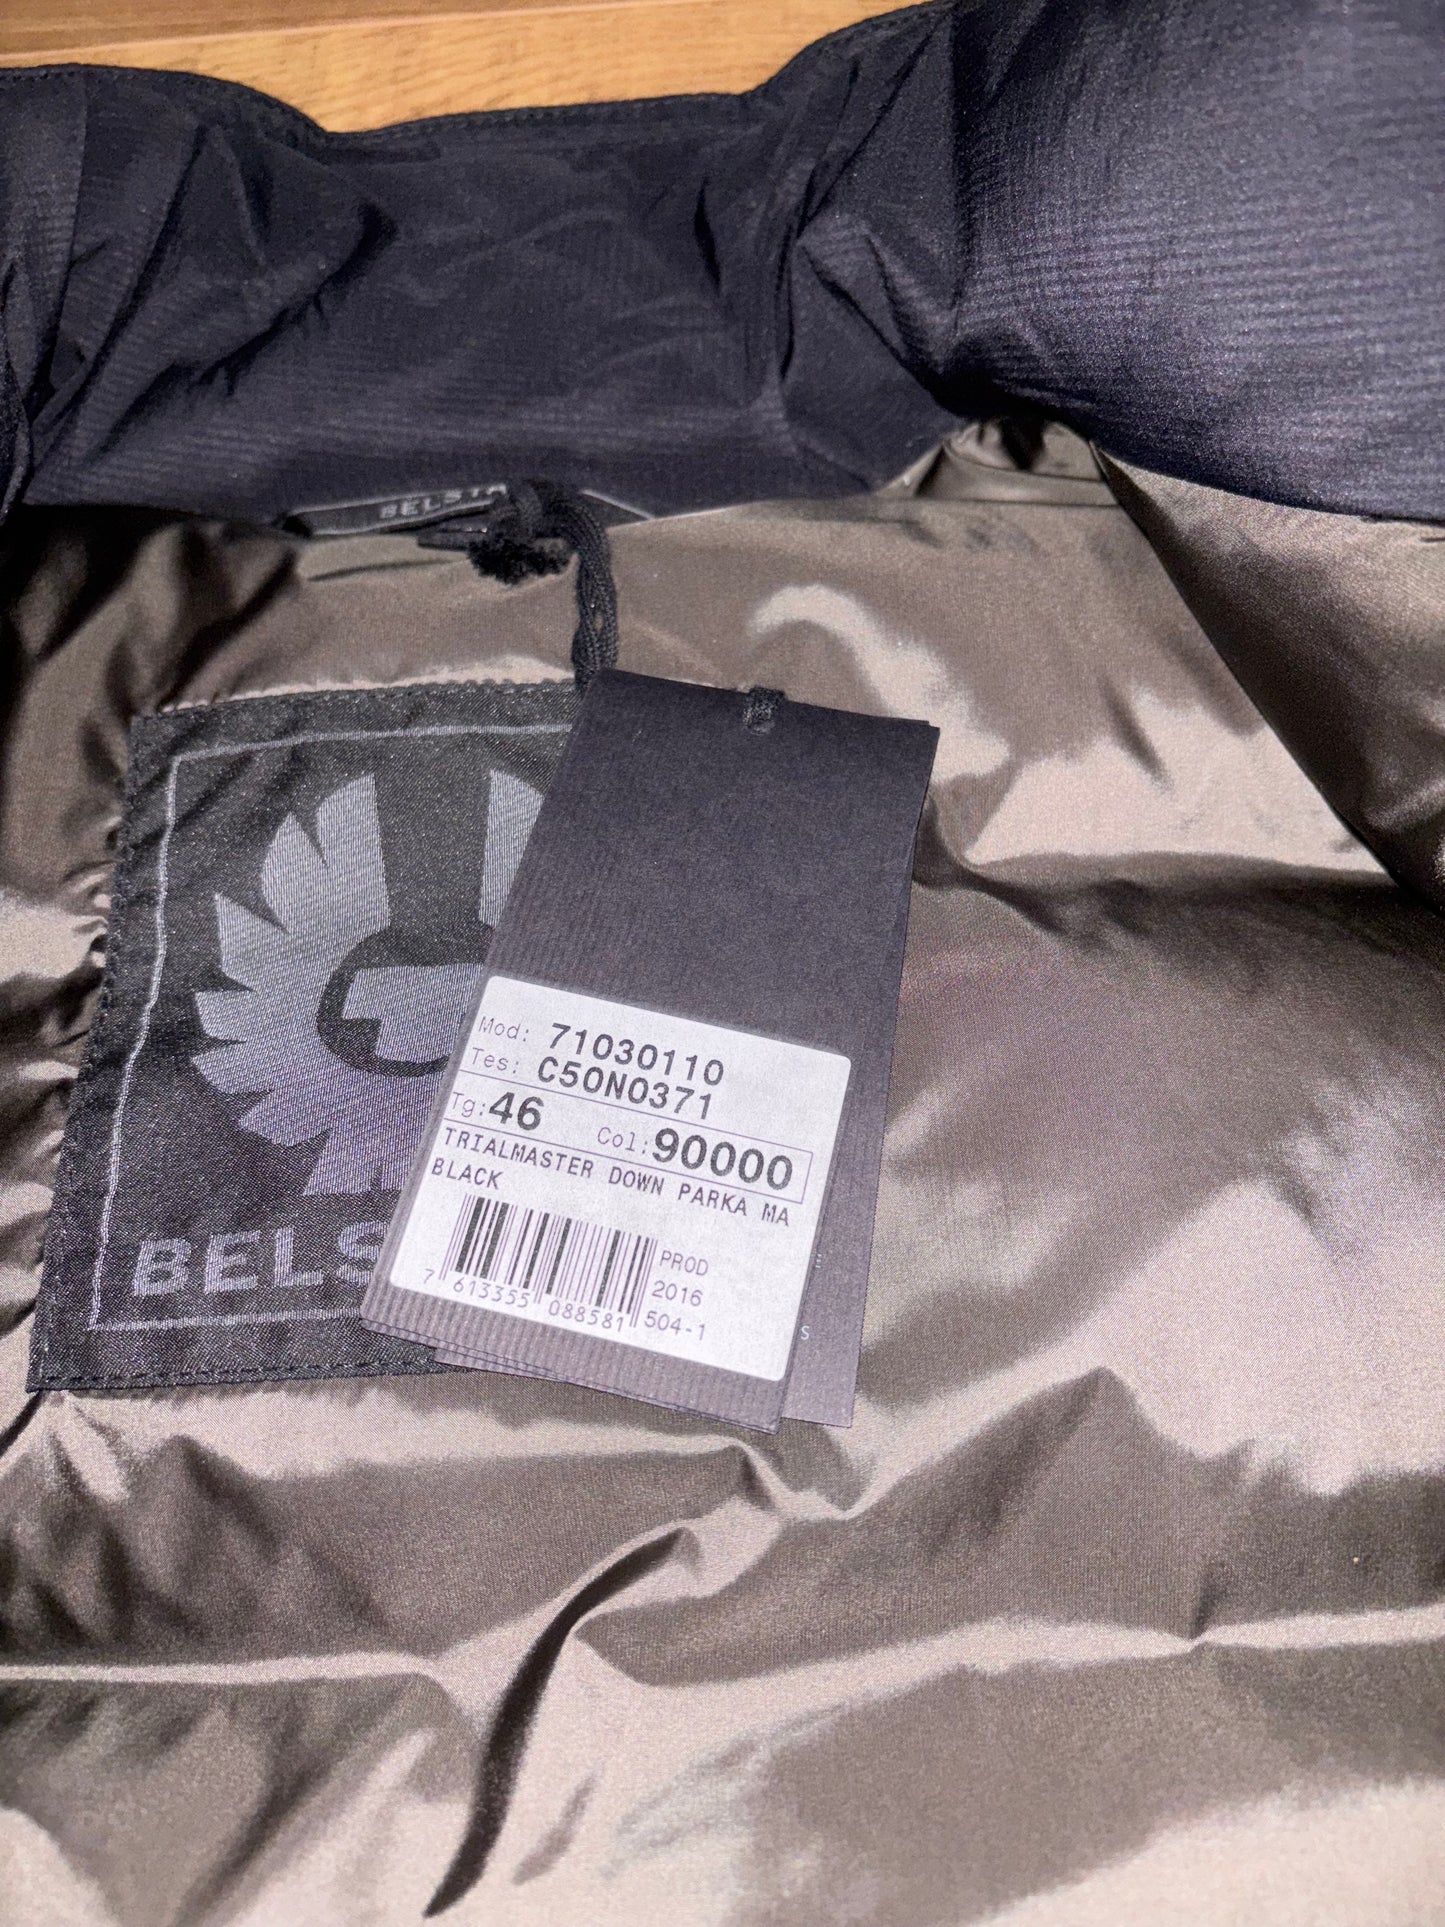 BELSTA
Mod: 71030110
Tes: C50N0371
Tg: 46 Col: 90000
TRIALMASTER DOWN PARKA MA
BLACK
PROD
2016
504-1
7 613355 088581
BELS
S